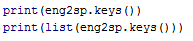 print(eng2sp.keys())
print(list(eng2sp.keys()))